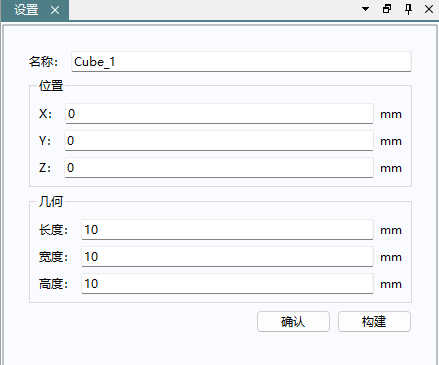 设置
名称： Cube_1
位置
X： 0 mm
Y： 0 mm
Z： 0 mm
几何
长度： 10 mm
宽度： 10 mm
高度： 10 mm
确认 构建